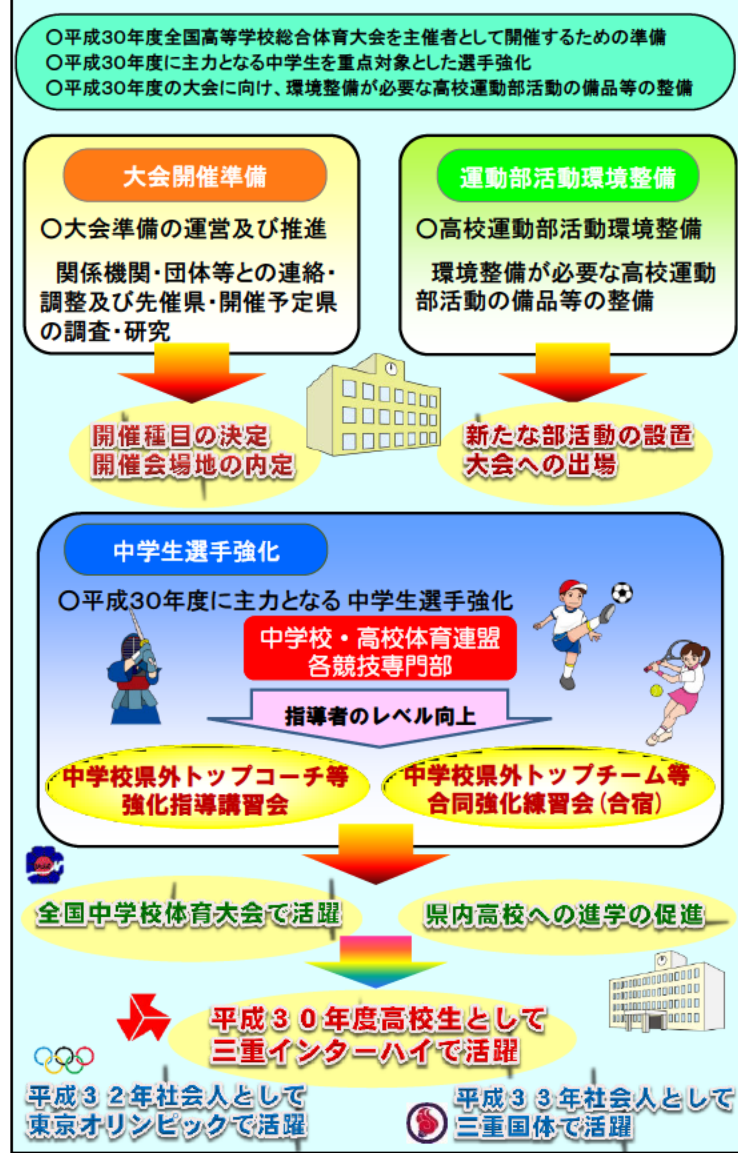 ○平成30年度全国高等学校総合体育大会を主催者として開催するための準備
○平成30年度に主力となる中学生を重点対象とした選手強化
○平成30年度の大会に向け、環境整備が必要な高校運動部活動の備品等の整備
大会開催準備
○大会準備の運営及び推進
関係機関・団体等との連絡・
調整及び先催県・開催予定県
の調査・研究
運動部活動環境整備
○高校運動部活動環境整備
環境整備が必要な高校運動
部活動の備品等の整備
開催種目の決定
開催会場地の内定
新たな部活動の設置
大会への出場
中学生選手強化
○平成30年度に主力となる 中学生選手強化
中学校・高校体育連盟
各競技専門部
指導者のレベル向上
中学校県外トップコーチ等
強化指導講習会
中学校県外トップチーム等
合同強化練習会(合宿)
全国中学校体育大会で活躍
県内高校への進学の促進
平成30年度高校生として
三重インターハイで活躍
平成32年社会人として
東京オリンピックで活躍
平成33年社会人として
三重国体で活躍